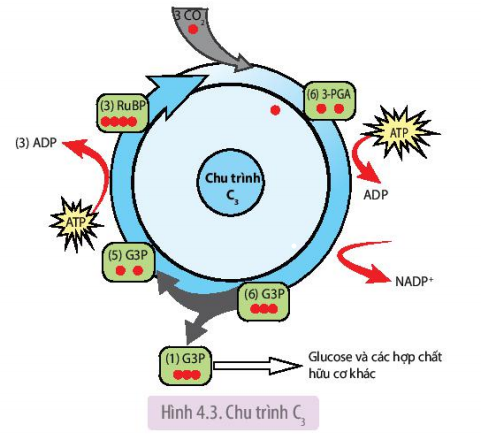 3 CO₂
(3) RuBP
(6) 3-PGA
(3) ADP
ATP
ADP
Chu trình
C₃
ATP
(5) G3P
(6) G3P
NADP⁺
(1) G3P
Glucose và các hợp chất
hữu cơ khác
Hình 4.3. Chu trình C₃